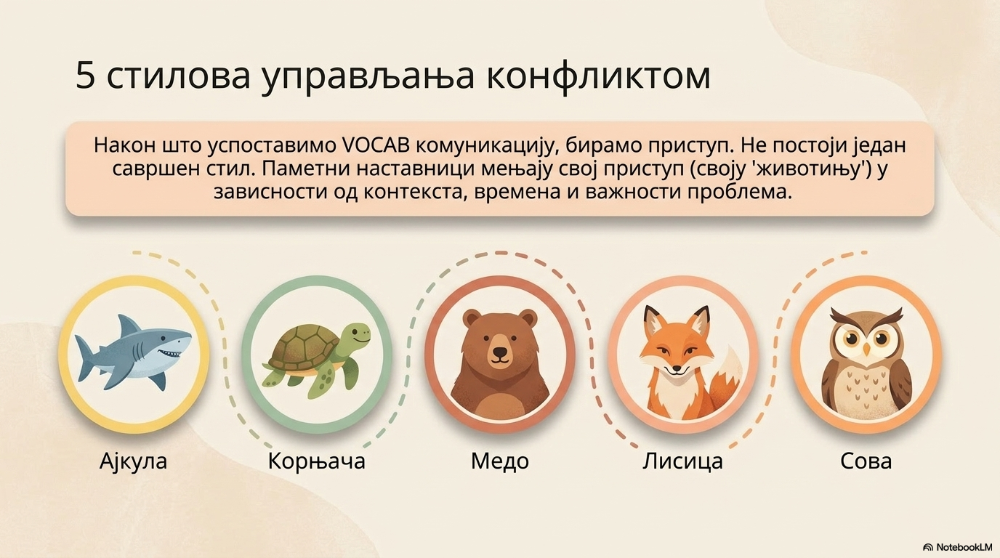 5 стилова управљања конфликтом
Након што успоставимо VOCAB комуникацију, бирамо приступ. Не постоји један
савршен стил. Паметни наставници мењају свој приступ (своју 'животињу') у
зависности од контекста, времена и важности проблема.
Ајкула
Корњача
Медо
Лисица
Сова
NotebookLM